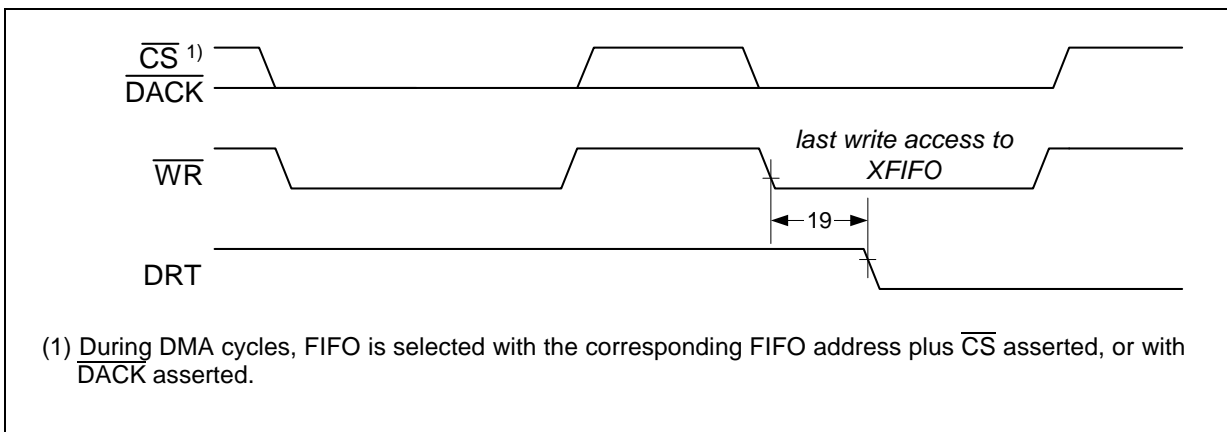 CS 1)
DACK
WR
last write access to
XFIFO
19
DRT
(1) During DMA cycles, FIFO is selected with the corresponding FIFO address plus CS asserted, or with
DACK asserted.